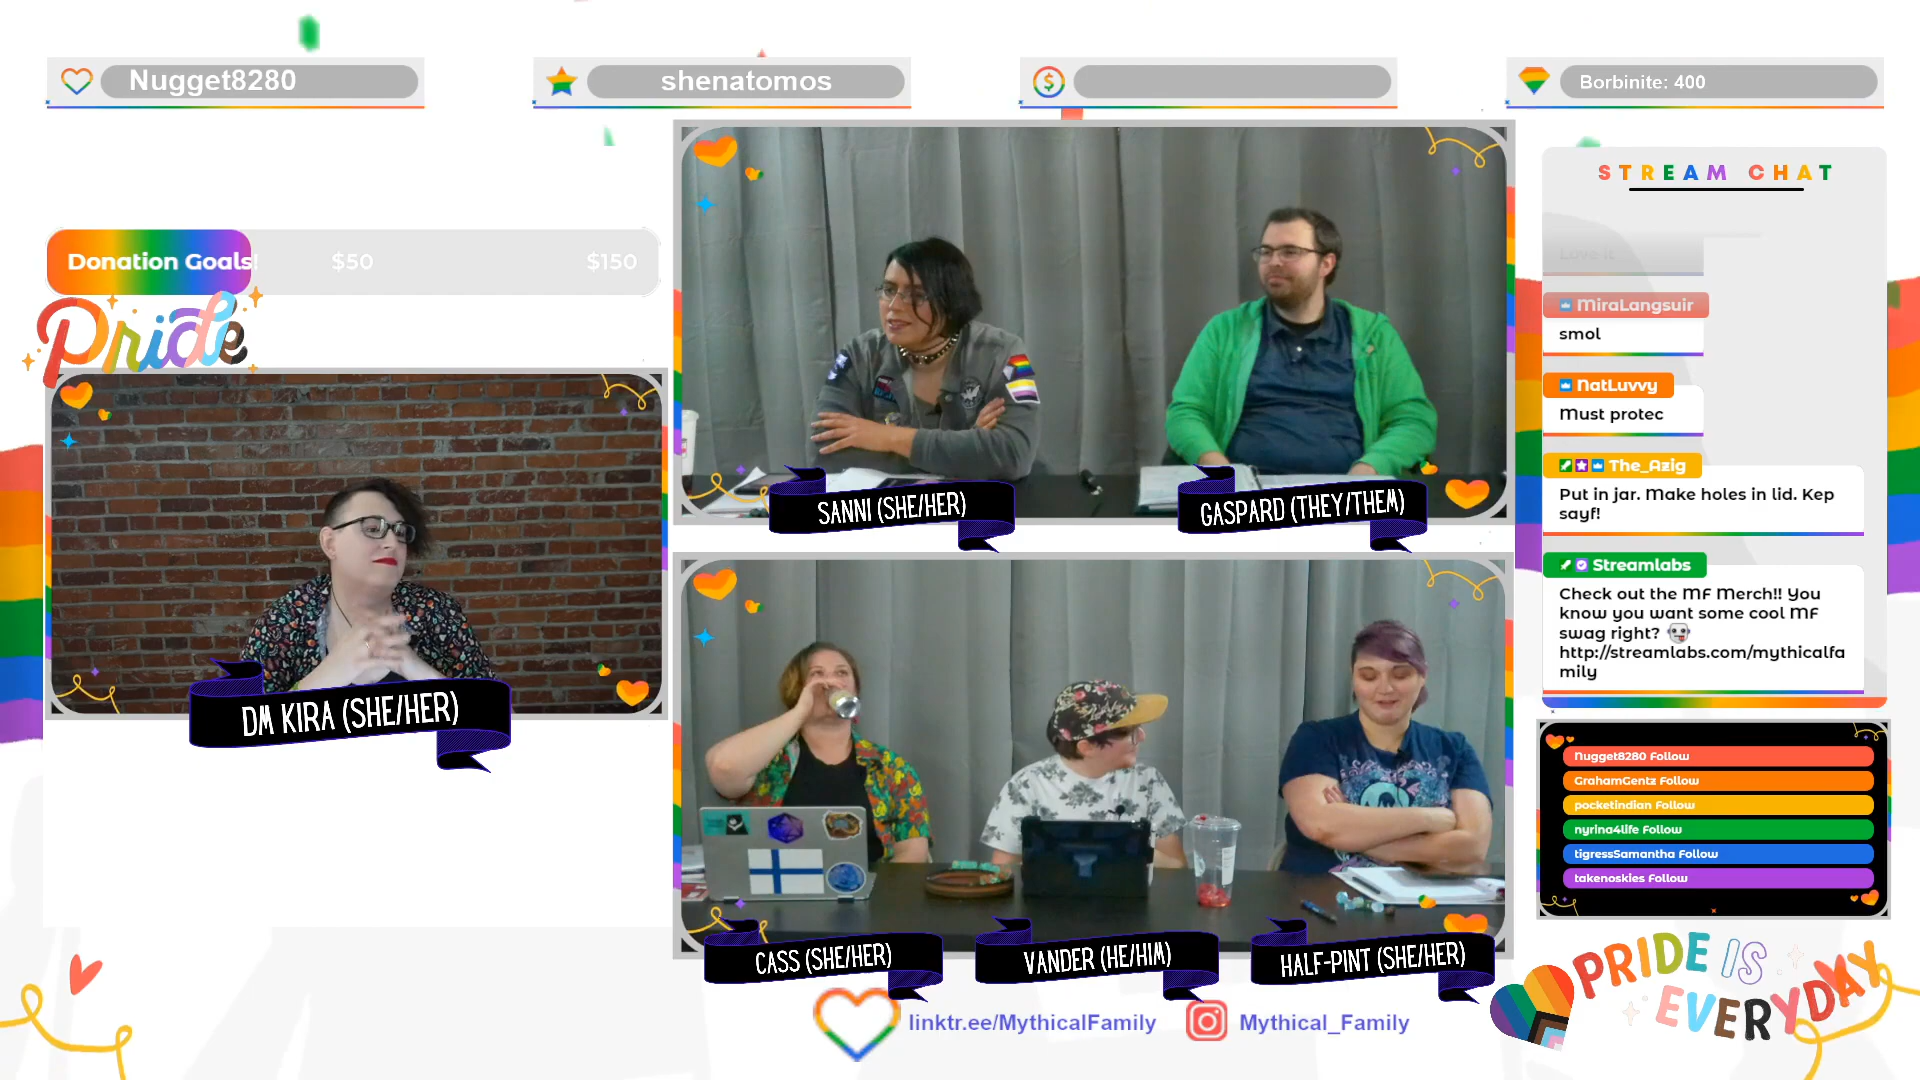 Nugget8280
shenatomos
Borbinite: 400
Donation Goals!
$50
$150
Pride
DM KIRA (SHE/HER)
SANNI (SHE/HER)
GASPARD (THEY/THEM)
CASS (SHE/HER)
VANDER (HE/HIM)
HALF-PINT (SHE/HER)
linktr.ee/MythicalFamily
Mythical_Family
STREAM CHAT
Love it
MiraLangsuir
smol
NatLuvvy
Must protec
The_Azig
Put in jar. Make holes in lid. Kep
sayf!
Streamlabs
Check out the MF Merch!! You
know you want some cool MF
swag right?
http://streamlabs.com/mythicalfa
mily
Nugget8280 Follow
GrahamGentz Follow
pocketindian Follow
nyrina4life Follow
tigressSamantha Follow
takenoskies Follow
PRIDE IS
EVERYDAY